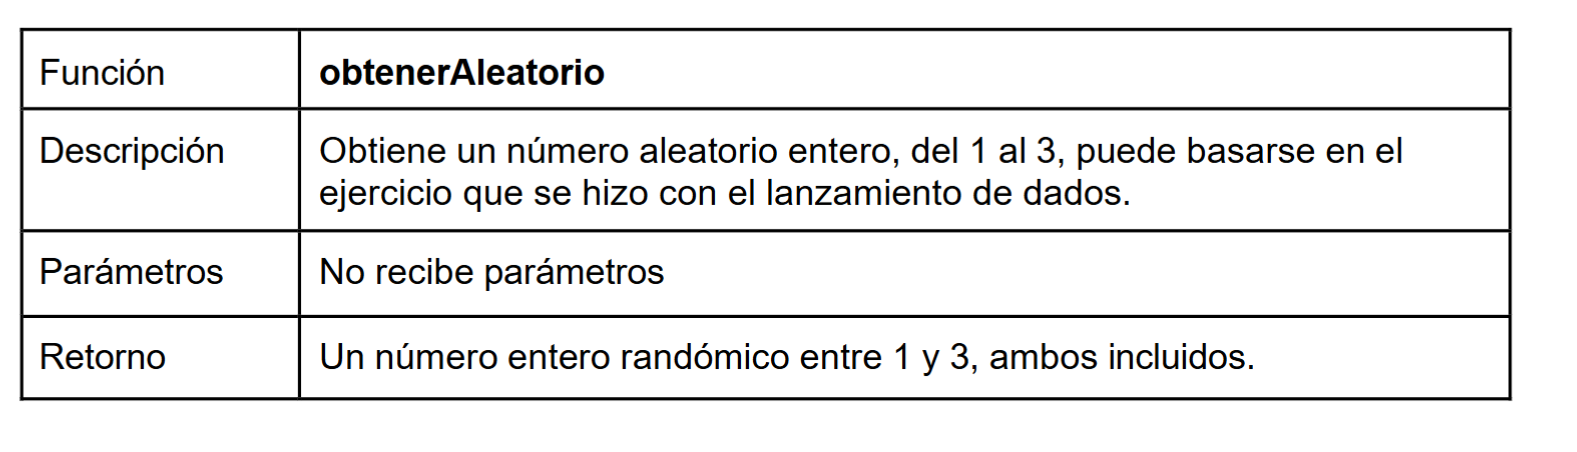 Función
obtenerAleatorio
Descripción
Obtiene un número aleatorio entero, del 1 al 3, puede basarse en el
ejercicio que se hizo con el lanzamiento de dados.
Parámetros
No recibe parámetros
Retorno
Un número entero randómico entre 1 y 3, ambos incluidos.